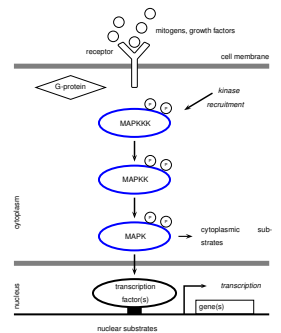 mitogens, growth factors
receptor
cell membrane
G-protein
kinase
recruitment
P P
MAPKKK
P P
MAPKK
P P
MAPK
cytoplasmic sub-
strates
cytoplasm
transcription
factor(s)
transcription
gene(s)
nucleus
nuclear substrates